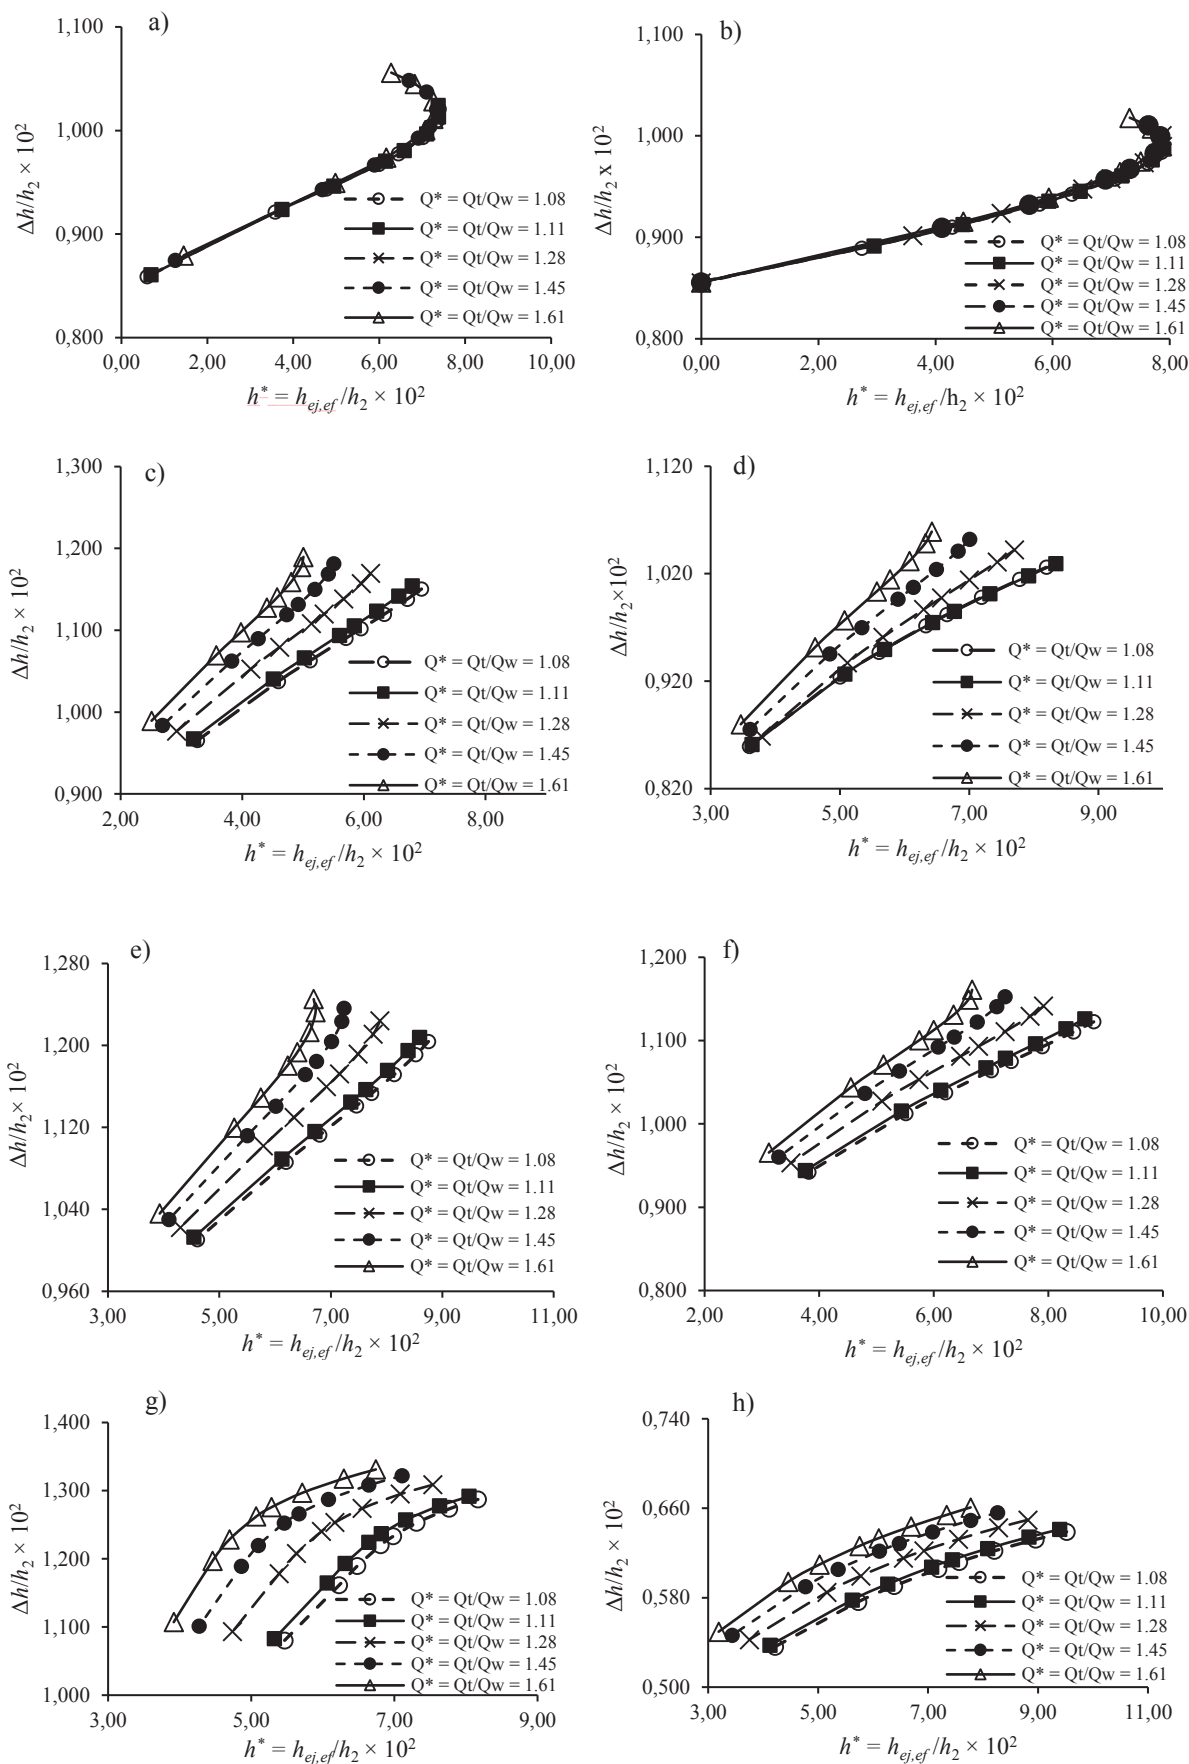 a)
1,100
1,000
0,900
0,800
Δh/h2 × 10²
Q* = Qt/Qw = 1.08
Q* = Qt/Qw = 1.11
Q* = Qt/Qw = 1.28
Q* = Qt/Qw = 1.45
Q* = Qt/Qw = 1.61
0,00 2,00 4,00 6,00 8,00 10,00
h* = hej,ef /h2 × 10²
b)
1,100
1,000
0,900
0,800
Δh/h2 x 10²
Q* = Qt/Qw = 1.08
Q* = Qt/Qw = 1.11
Q* = Qt/Qw = 1.28
Q* = Qt/Qw = 1.45
Q* = Qt/Qw = 1.61
0,00 2,00 4,00 6,00 8,00
h* = hej,ef /h2 × 10²
c)
1,300
1,200
1,100
1,000
0,900
Δh/h2 × 10²
Q* = Qt/Qw = 1.08
Q* = Qt/Qw = 1.11
Q* = Qt/Qw = 1.28
Q* = Qt/Qw = 1.45
Q* = Qt/Qw = 1.61
2,00 4,00 6,00 8,00
h* = hej,ef /h2 × 10²
d)
1,120
1,020
0,920
0,820
Δh/h2×10²
Q* = Qt/Qw = 1.08
Q* = Qt/Qw = 1.11
Q* = Qt/Qw = 1.28
Q* = Qt/Qw = 1.45
Q* = Qt/Qw = 1.61
3,00 5,00 7,00 9,00
h* = hej,ef /h2 × 10²
e)
1,280
1,200
1,120
1,040
0,960
Δh/h2× 10²
Q* = Qt/Qw = 1.08
Q* = Qt/Qw = 1.11
Q* = Qt/Qw = 1.28
Q* = Qt/Qw = 1.45
Q* = Qt/Qw = 1.61
3,00 5,00 7,00 9,00 11,00
h* = hej,ef /h2 × 10²
f)
1,200
1,100
1,000
0,900
0,800
Δh/h2 × 10²
Q* = Qt/Qw = 1.08
Q* = Qt/Qw = 1.11
Q* = Qt/Qw = 1.28
Q* = Qt/Qw = 1.45
Q* = Qt/Qw = 1.61
2,00 4,00 6,00 8,00 10,00
h* = hej,ef /h2 × 10²
g)
1,400
1,300
1,200
1,100
1,000
Δh/h2 × 10²
Q* = Qt/Qw = 1.08
Q* = Qt/Qw = 1.11
Q* = Qt/Qw = 1.28
Q* = Qt/Qw = 1.45
Q* = Qt/Qw = 1.61
3,00 5,00 7,00 9,00
h* = hej,ef/h2 × 10²
h)
0,740
0,660
0,580
0,500
Δh/h2 × 10²
Q* = Qt/Qw = 1.08
Q* = Qt/Qw = 1.11
Q* = Qt/Qw = 1.28
Q* = Qt/Qw = 1.45
Q* = Qt/Qw = 1.61
3,00 5,00 7,00 9,00 11,00
h* = hej,ef /h2 × 10²